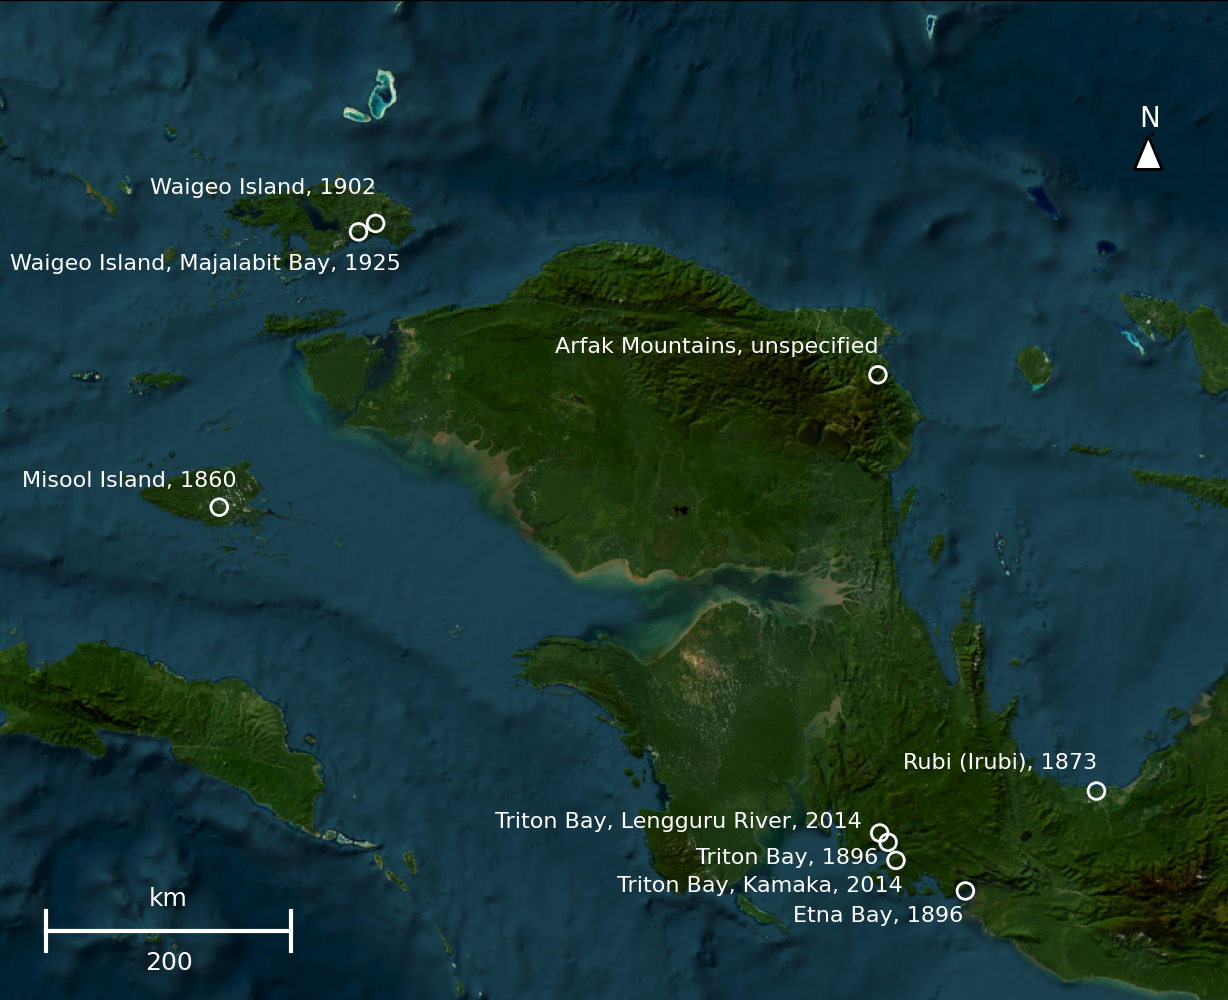 N
Waigeo Island, 1902
Waigeo Island, Majalabit Bay, 1925
Arfak Mountains, unspecified
Misool Island, 1860
Rubi (Irubi), 1873
Triton Bay, Lengguru River, 2014
Triton Bay, 1896
Triton Bay, Kamaka, 2014
Etna Bay, 1896
km
200